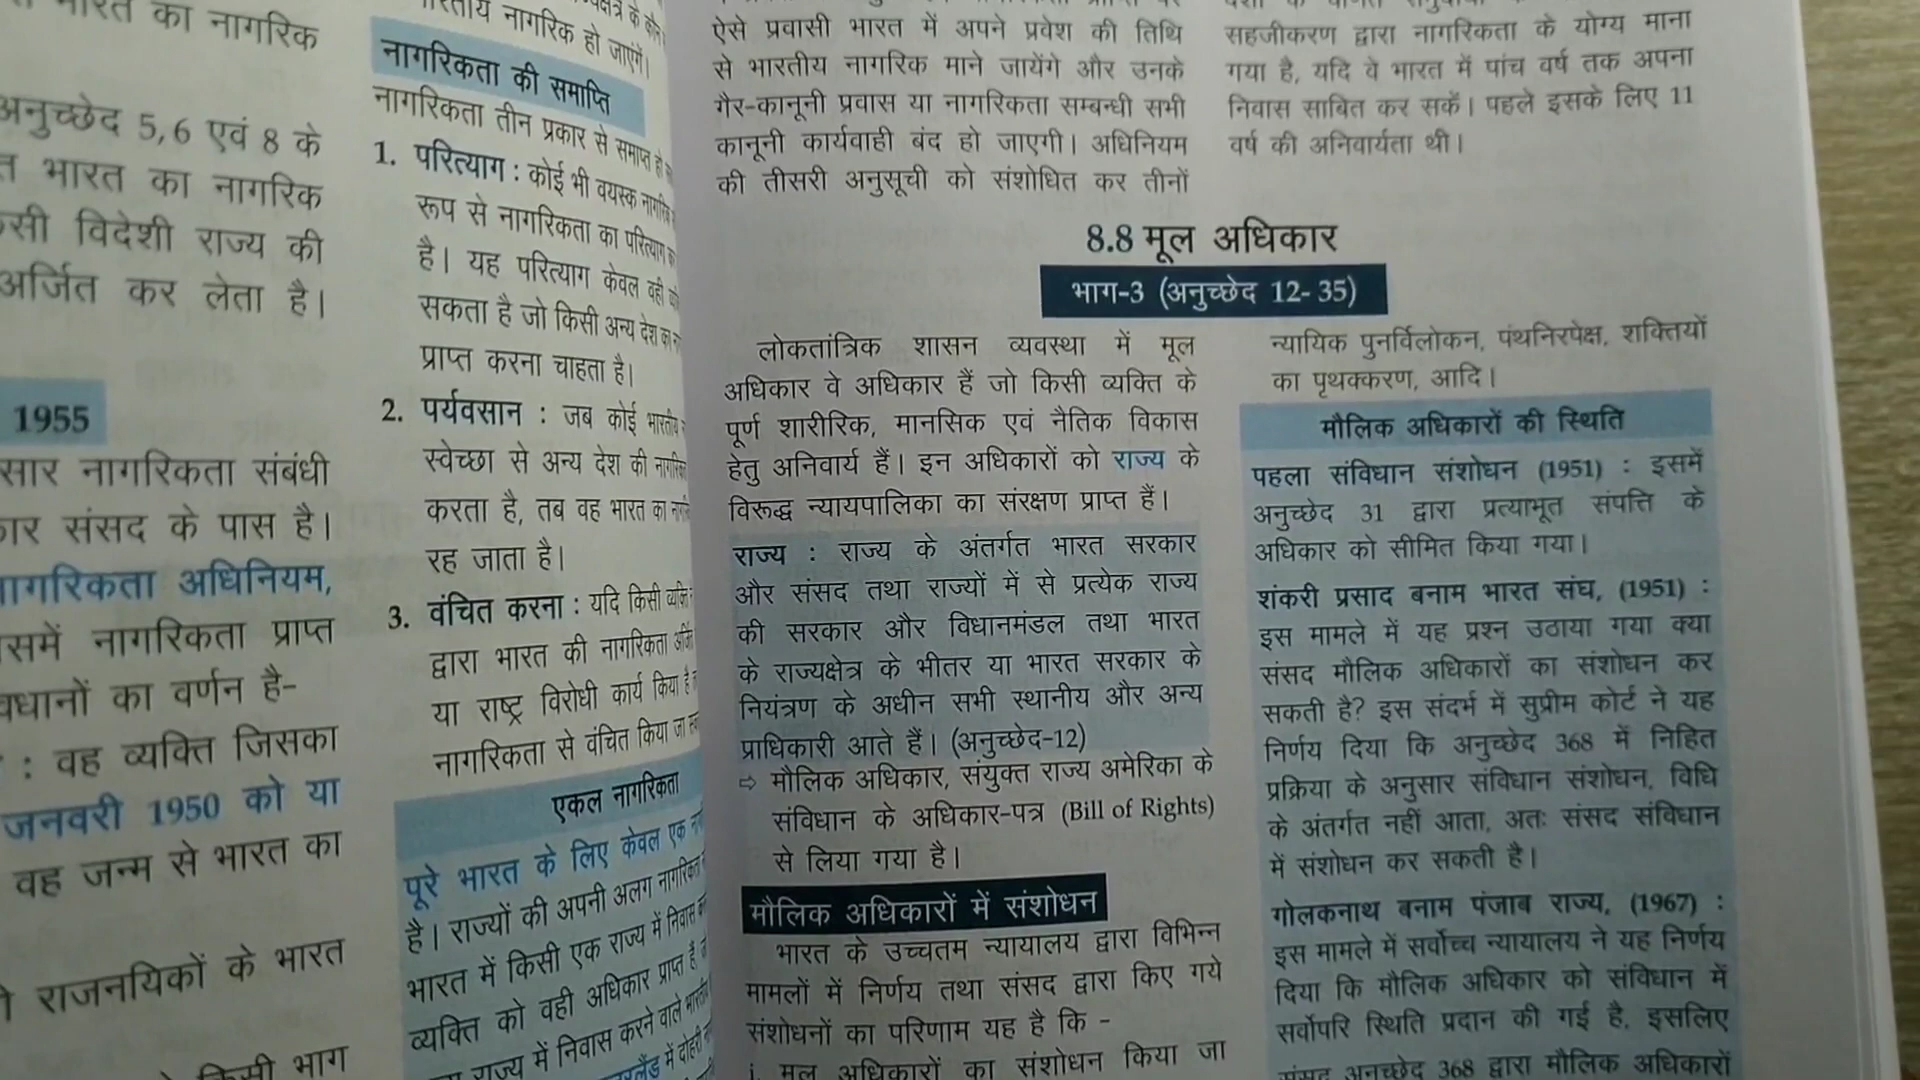 भारत का नागरिक
अनुच्छेद 5,6 एवं 8 के
भारत का नागरिक
विदेशी राज्य की
अर्जित कर लेता है।
1955
नागरिकता संबंधी
संसद के पास है।
नागरिकता अधिनियम,
नागरिकता प्राप्त
का वर्णन है-
: वह व्यक्ति जिसका
जनवरी 1950 को या
वह जन्म से भारत का
राजनयिकों के भारत
किसी भाग
नागरिक हो जाएंगें।
नागरिकता की समाप्ति
नागरिकता तीन प्रकार से समाप्त
1. परित्याग : कोई भी वयस्क
रूप से नागरिकता का परित्याग
है। यह परित्याग केवल वही
सकता है जो किसी अन्य देश का
प्राप्त करना चाहता है।
2. पर्यवसान : जब कोई भारतीय
स्वेच्छा से अन्य देश की
करता है, तब वह भारत का
रह जाता है।
3. वंचित करना : यदि किसी व्यक्ति
द्वारा भारत की नागरिकता
या राष्ट्र विरोधी कार्य किया है
नागरिकता से वंचित किया जा
एकल नागरिकता
पूरे भारत के लिए केवल एक
है। राज्यों की अपनी अलग
भारत में किसी एक राज्य में निवास
व्यक्ति को वही अधिकार प्राप्त हैं
राज्य में निवास करने वाले
में दोहरी
ऐसे प्रवासी भारत में अपने प्रवेश की तिथि
से भारतीय नागरिक माने जायेंगे और उनके
गैर-कानूनी प्रवास या नागरिकता सम्बन्धी सभी
कानूनी कार्यवाही बंद हो जाएगी। अधिनियम
की तीसरी अनुसूची को संशोधित कर तीनों
सहजीकरण द्वारा नागरिकता के योग्य माना
गया है, यदि वे भारत में पांच वर्ष तक अपना
निवास साबित कर सकें। पहले इसके लिए 11
वर्ष की अनिवार्यता थी।
8.8 मूल अधिकार
भाग-3 (अनुच्छेद 12- 35)
लोकतांत्रिक शासन व्यवस्था में मूल
अधिकार वे अधिकार हैं जो किसी व्यक्ति के
पूर्ण शारीरिक, मानसिक एवं नैतिक विकास
हेतु अनिवार्य हैं। इन अधिकारों को राज्य के
विरूद्ध न्यायपालिका का संरक्षण प्राप्त हैं।
राज्य : राज्य के अंतर्गत भारत सरकार
और संसद तथा राज्यों में से प्रत्येक राज्य
की सरकार और विधानमंडल तथा भारत
के राज्यक्षेत्र के भीतर या भारत सरकार के
नियंत्रण के अधीन सभी स्थानीय और अन्य
प्राधिकारी आते हैं। (अनुच्छेद-12)
⇨ मौलिक अधिकार, संयुक्त राज्य अमेरिका के
संविधान के अधिकार-पत्र (Bill of Rights)
से लिया गया है।
मौलिक अधिकारों में संशोधन
भारत के उच्चतम न्यायालय द्वारा विभिन्न
मामलों में निर्णय तथा संसद द्वारा किए गये
संशोधनों का परिणाम यह है कि -
i. मूल अधिकारों का संशोधन किया जा
न्यायिक पुनर्विलोकन, पंथनिरपेक्ष, शक्तियों
का पृथक्करण, आदि।
मौलिक अधिकारों की स्थिति
पहला संविधान संशोधन (1951) : इसमें
अनुच्छेद 31 द्वारा प्रत्याभूत संपत्ति के
अधिकार को सीमित किया गया।
शंकरी प्रसाद बनाम भारत संघ, (1951) :
इस मामले में यह प्रश्न उठाया गया क्या
संसद मौलिक अधिकारों का संशोधन कर
सकती है? इस संदर्भ में सुप्रीम कोर्ट ने यह
निर्णय दिया कि अनुच्छेद 368 में निहित
प्रक्रिया के अनुसार संविधान संशोधन, विधि
के अंतर्गत नहीं आता, अतः संसद संविधान
में संशोधन कर सकती है।
गोलकनाथ बनाम पंजाब राज्य, (1967) :
इस मामले में सर्वोच्च न्यायालय ने यह निर्णय
दिया कि मौलिक अधिकार को संविधान में
सर्वोपरि स्थिति प्रदान की गई है, इसलिए
संसद अनुच्छेद 368 द्वारा मौलिक अधिकारों